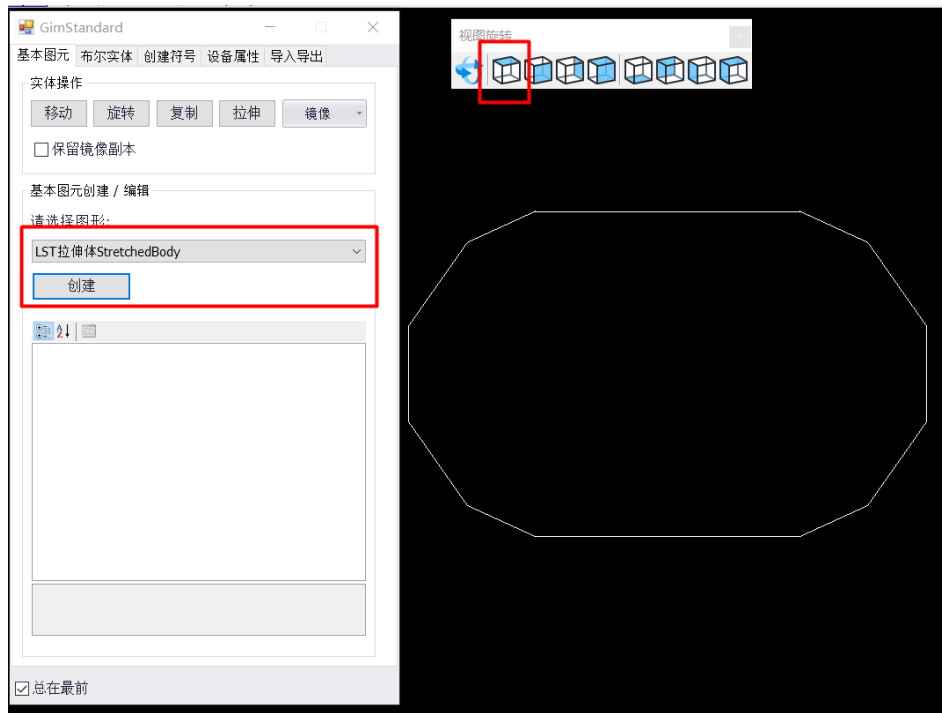 GimStandard
视图旋转
基本图元 布尔实体 创建符号 设备属性 导入导出
实体操作
移动 旋转 复制 拉伸 镜像
保留镜像副本
基本图元创建 / 编辑
请选择图形:
LST拉伸体StretchedBody
创建
总在最前